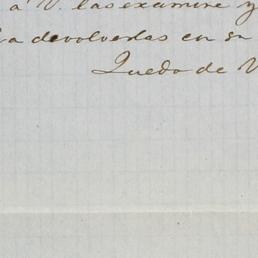 a V. las examine y
a devolverlas en su
Quedo de V